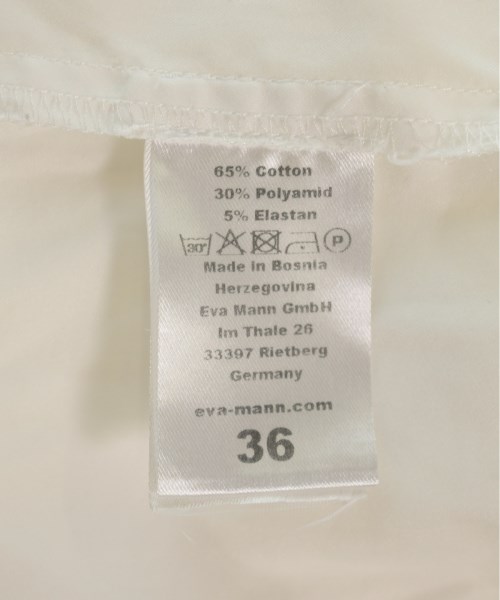 65% Cotton
30% Polyamid
5% Elastan
30° P
Made in Bosnia
Herzegovina
Eva Mann GmbH
Im Thale 26
33397 Rietberg
Germany
eva-mann.com
36